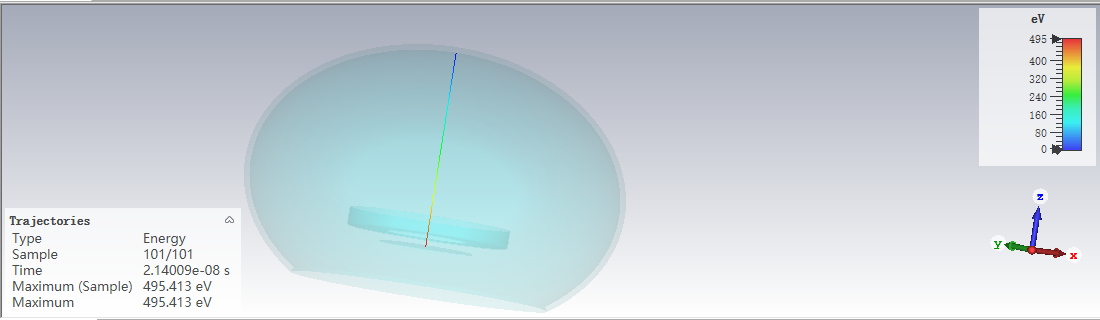 eV
495
400
320
240
160
80
0
z
y
x
Trajectories
Type Energy
Sample 101/101
Time 2.14009e-08 s
Maximum (Sample) 495.413 eV
Maximum 495.413 eV